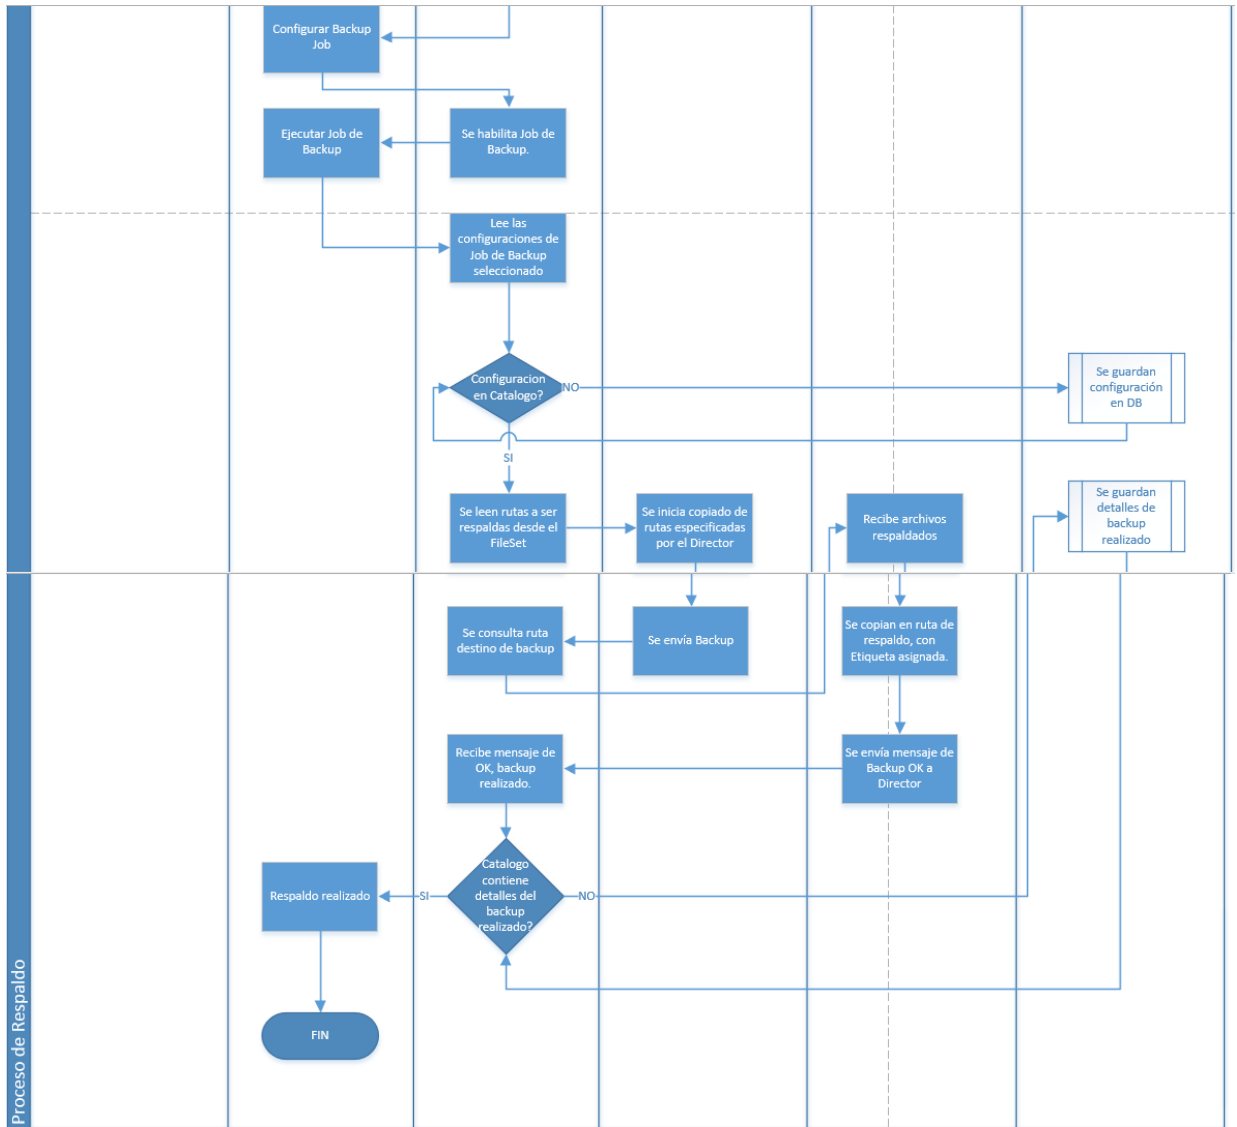 Configurar Backup
Job
Ejecutar Job de
Backup
Se habilita Job de
Backup.
Lee las
configuraciones de
Job de Backup
seleccionado
Configuracion
en Catalogo?
NO
Se guardan
configuración
en DB
SI
Se leen rutas a ser
respaldas desde el
FileSet
Se inicia copiado de
rutas especificadas
por el Director
Recibe archivos
respaldados
Se guardan
detalles de
backup
realizado
Se consulta ruta
destino de backup
Se envía Backup
Se copian en ruta de
respaldo, con
Etiqueta asignada.
Recibe mensaje de
OK, backup
realizado.
Se envía mensaje de
Backup OK a
Director
Respaldo realizado
SI
Catalogo
contiene
detalles del
backup
realizado?
NO
FIN
Proceso de Respaldo